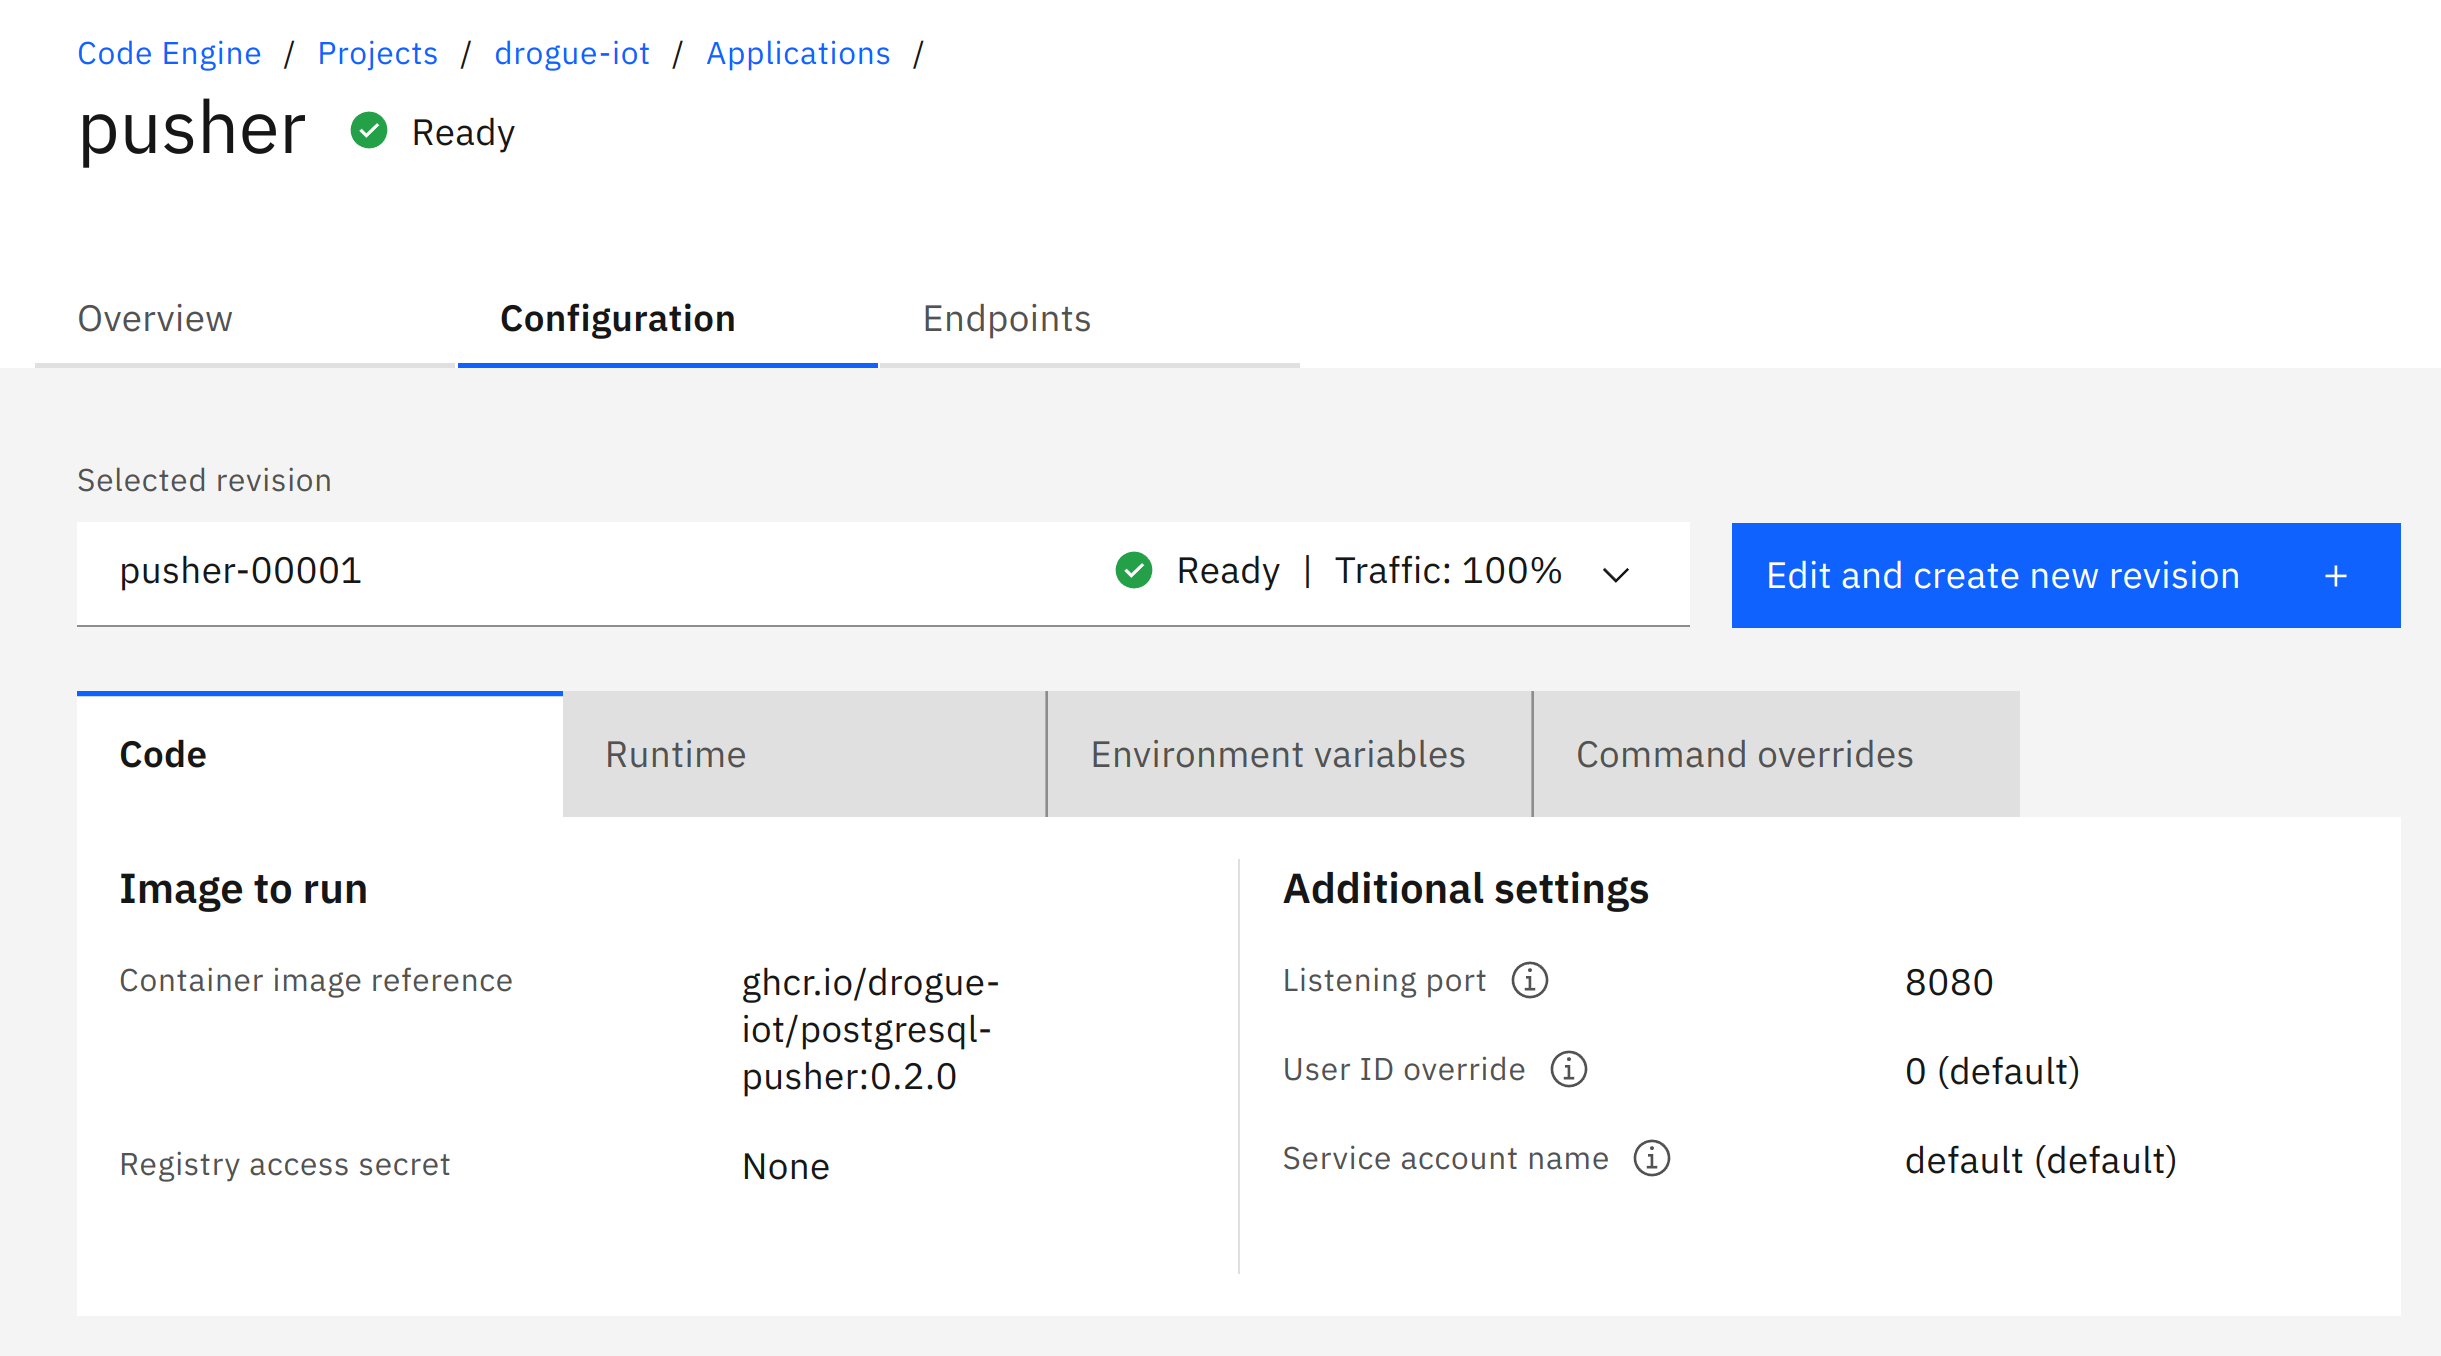 Code Engine / Projects / drogue-iot / Applications /
pusher Ready
Overview Configuration Endpoints
Selected revision
pusher-00001 Ready | Traffic: 100%
Edit and create new revision +
Code Runtime Environment variables Command overrides
Image to run
Container image reference
ghcr.io/drogue-
iot/postgresql-
pusher:0.2.0
Registry access secret None
Additional settings
Listening port 8080
User ID override 0 (default)
Service account name default (default)